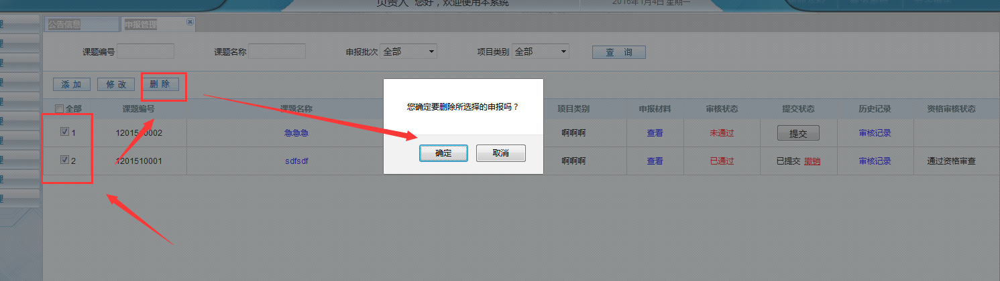 负责人 您好，欢迎使用本系统
2016年1月4日 星期一
公告信息 申报管理
课题编号 课题名称 申报批次 全部 项目类别 全部 查 询
添 加 修 改 删 除
全部 课题编号 课题名称 项目类别 申报材料 审核状态 提交状态 历史记录 资格审核状态
1 1201510002 急急急 啊啊啊 查看 未通过 提交 审核记录
2 1201510001 sdfsdf 啊啊啊 查看 已通过 已提交 撤销 审核记录 通过资格审查
您确定要删除所选择的申报吗？
确定 取消
理
理
理
理
理
理
理
理
理
理